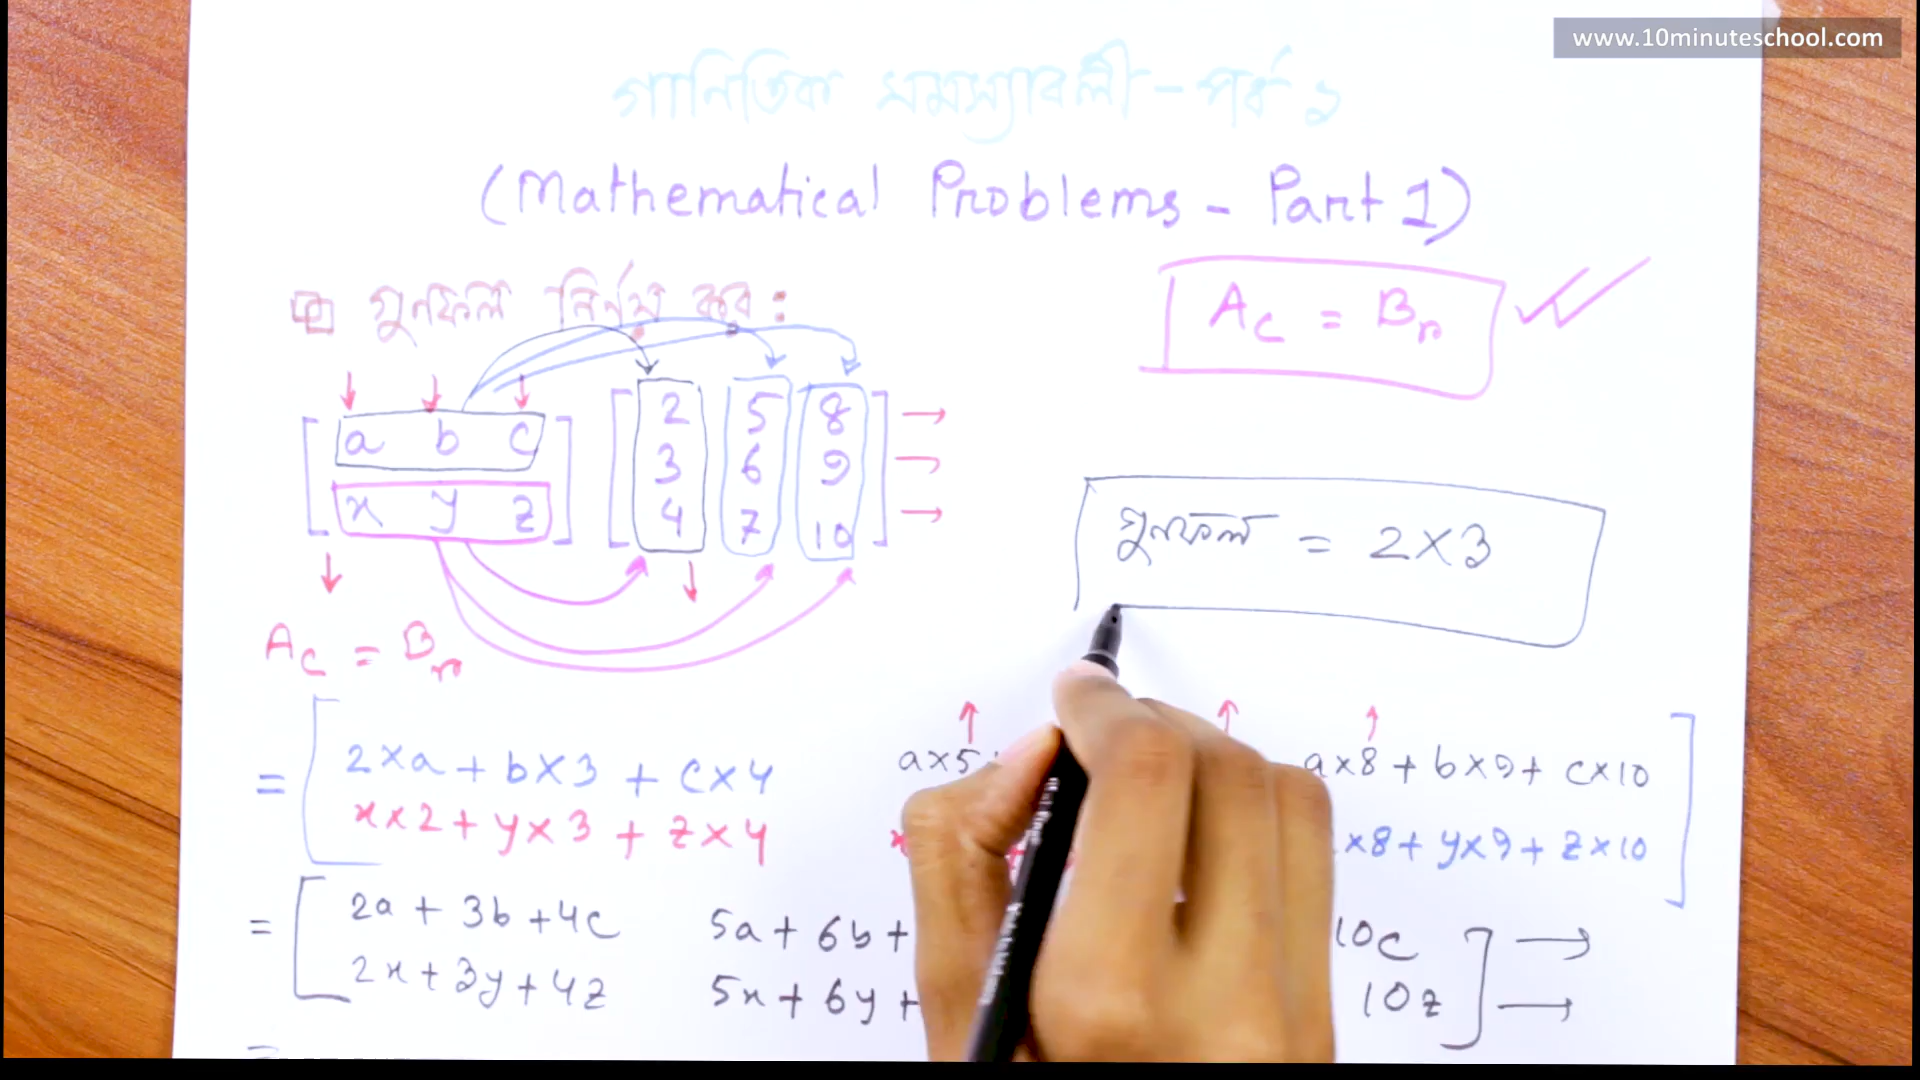 www.10minuteschool.com
গাণিতিক সমস্যাবলী - পর্ব ১
(Mathematical Problems - Part 1)
গুণফল নির্ণয় কর:
Ac = Br
[a b c] [2 5 8] →
3 6 9 →
[x y z] [4 7 10] →
গুণফল = 2×3
Ac = Br
= [2×a + b×3 + c×4 a×5 a×8 + b×9 + c×10]
x×2 + y×3 + z×4 ×8 + y×9 + z×10
= [2a + 3b + 4c 5a + 6b + 10c] →
2x + 3y + 4z 5x + 6y + 10z →
=